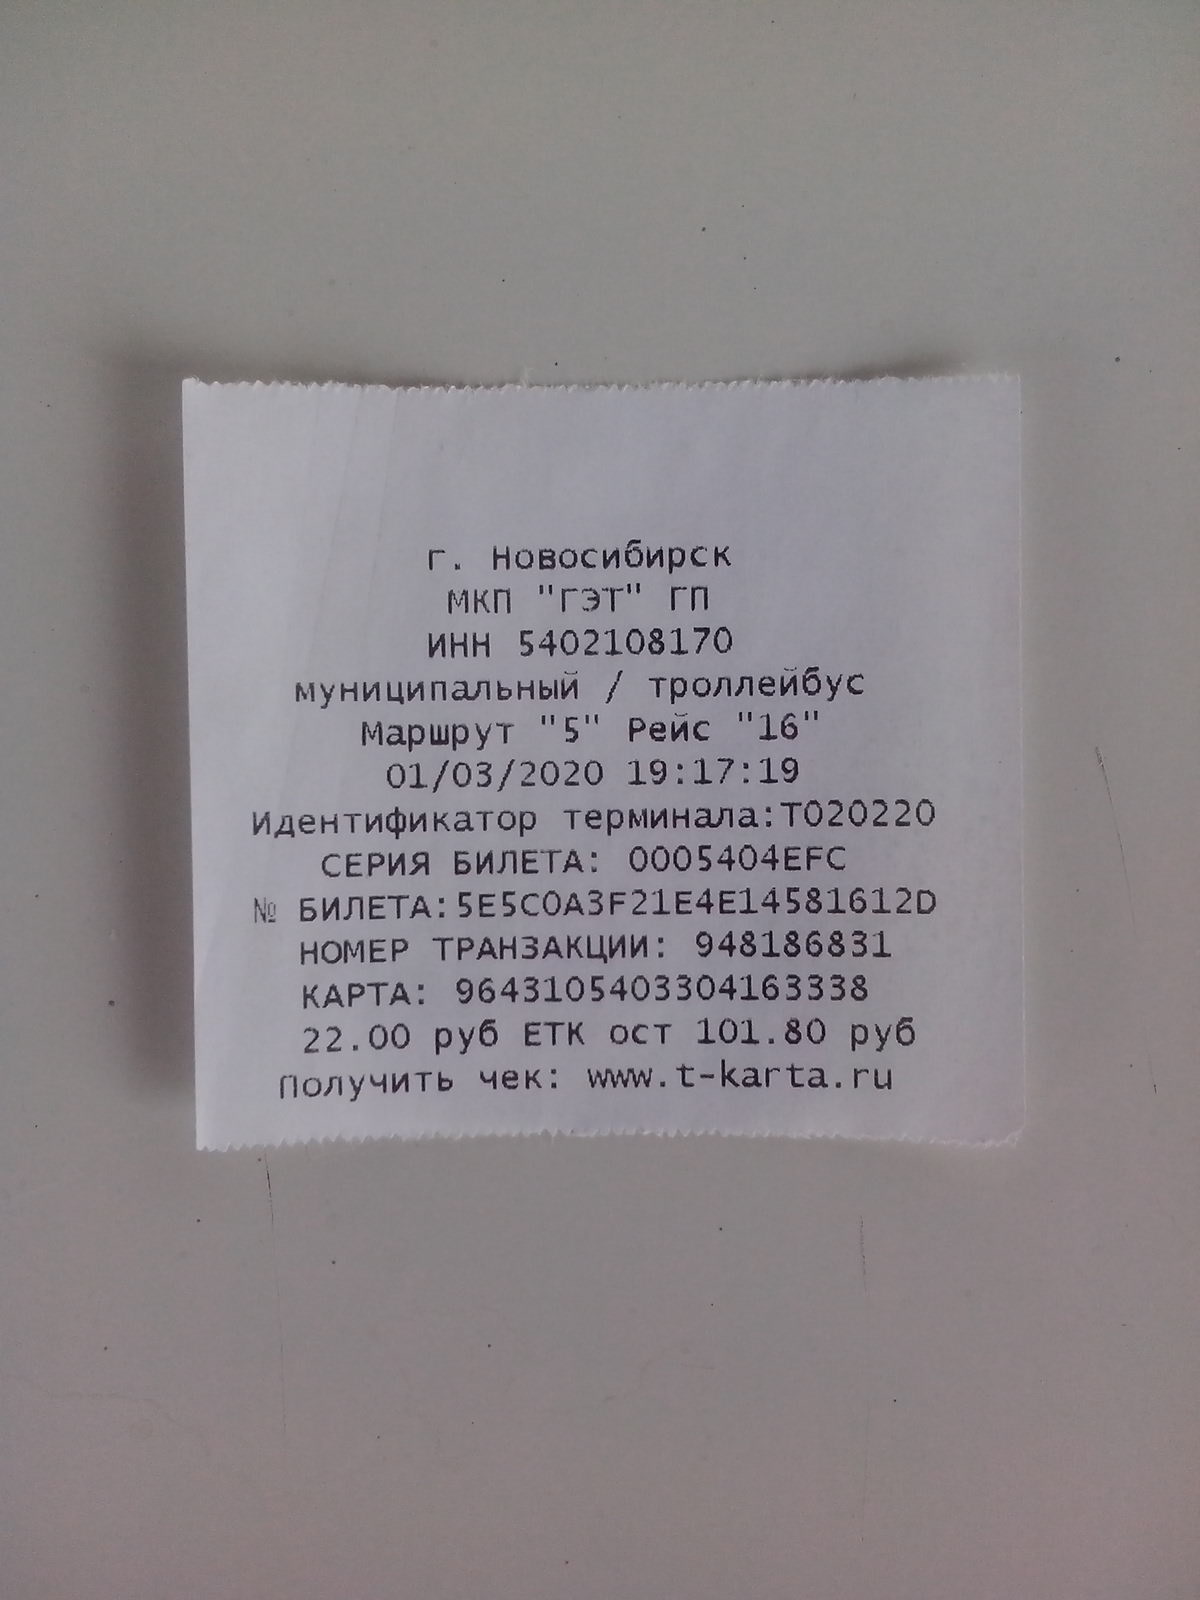 г. Новосибирск
МКП "ГЭТ" ГП
ИНН 5402108170
муниципальный / троллейбус
Маршрут "5" Рейс "16"
01/03/2020 19:17:19
Идентификатор терминала:T020220
СЕРИЯ БИЛЕТА: 0005404EFC
№ БИЛЕТА:5E5C0A3F21E4E14581612D
НОМЕР ТРАНЗАКЦИИ: 948186831
КАРТА: 9643105403304163338
22.00 руб ЕТК ост 101.80 руб
Получить чек: www.t-karta.ru